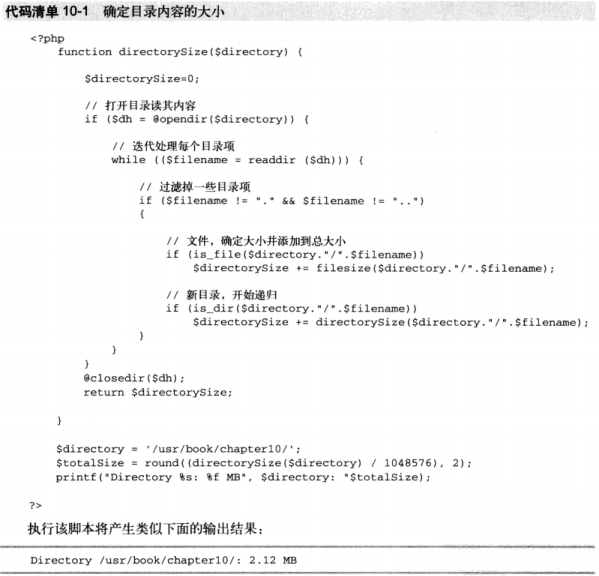 代码清单 10-1 确定目录内容的大小
<?php
function directorySize($directory) {
$directorySize=0;
// 打开目录读其内容
if ($dh = @opendir($directory)) {
// 迭代处理每个目录项
while (($filename = readdir ($dh))) {
// 过滤掉一些目录项
if ($filename != "." && $filename != "..")
{
// 文件，确定大小并添加到总大小
if (is_file($directory."/".$filename))
$directorySize += filesize($directory."/".$filename);
// 新目录，开始递归
if (is_dir($directory."/".$filename))
$directorySize += directorySize($directory."/".$filename);
}
}
}
@closedir($dh);
return $directorySize;
}
$directory = '/usr/book/chapter10/';
$totalSize = round((directorySize($directory) / 1048576), 2);
printf("Directory %s: %f MB", $directory: "$totalSize);
?>
执行该脚本将产生类似下面的输出结果：
Directory /usr/book/chapter10/: 2.12 MB